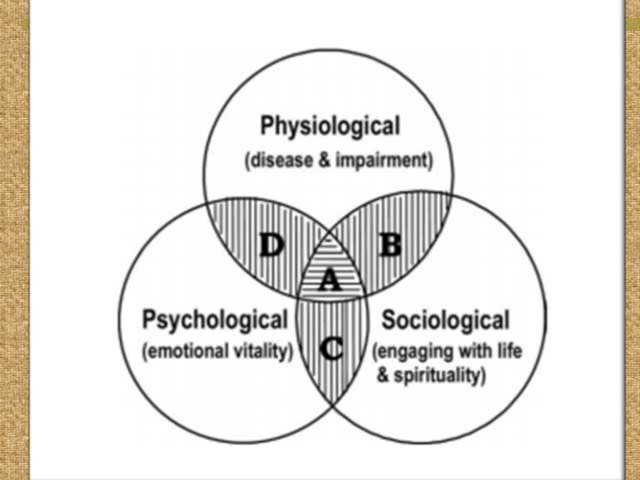 Physiological
(disease & impairment)
D
B
A
Psychological
(emotional vitality)
C
Sociological
(engaging with life
& spirituality)